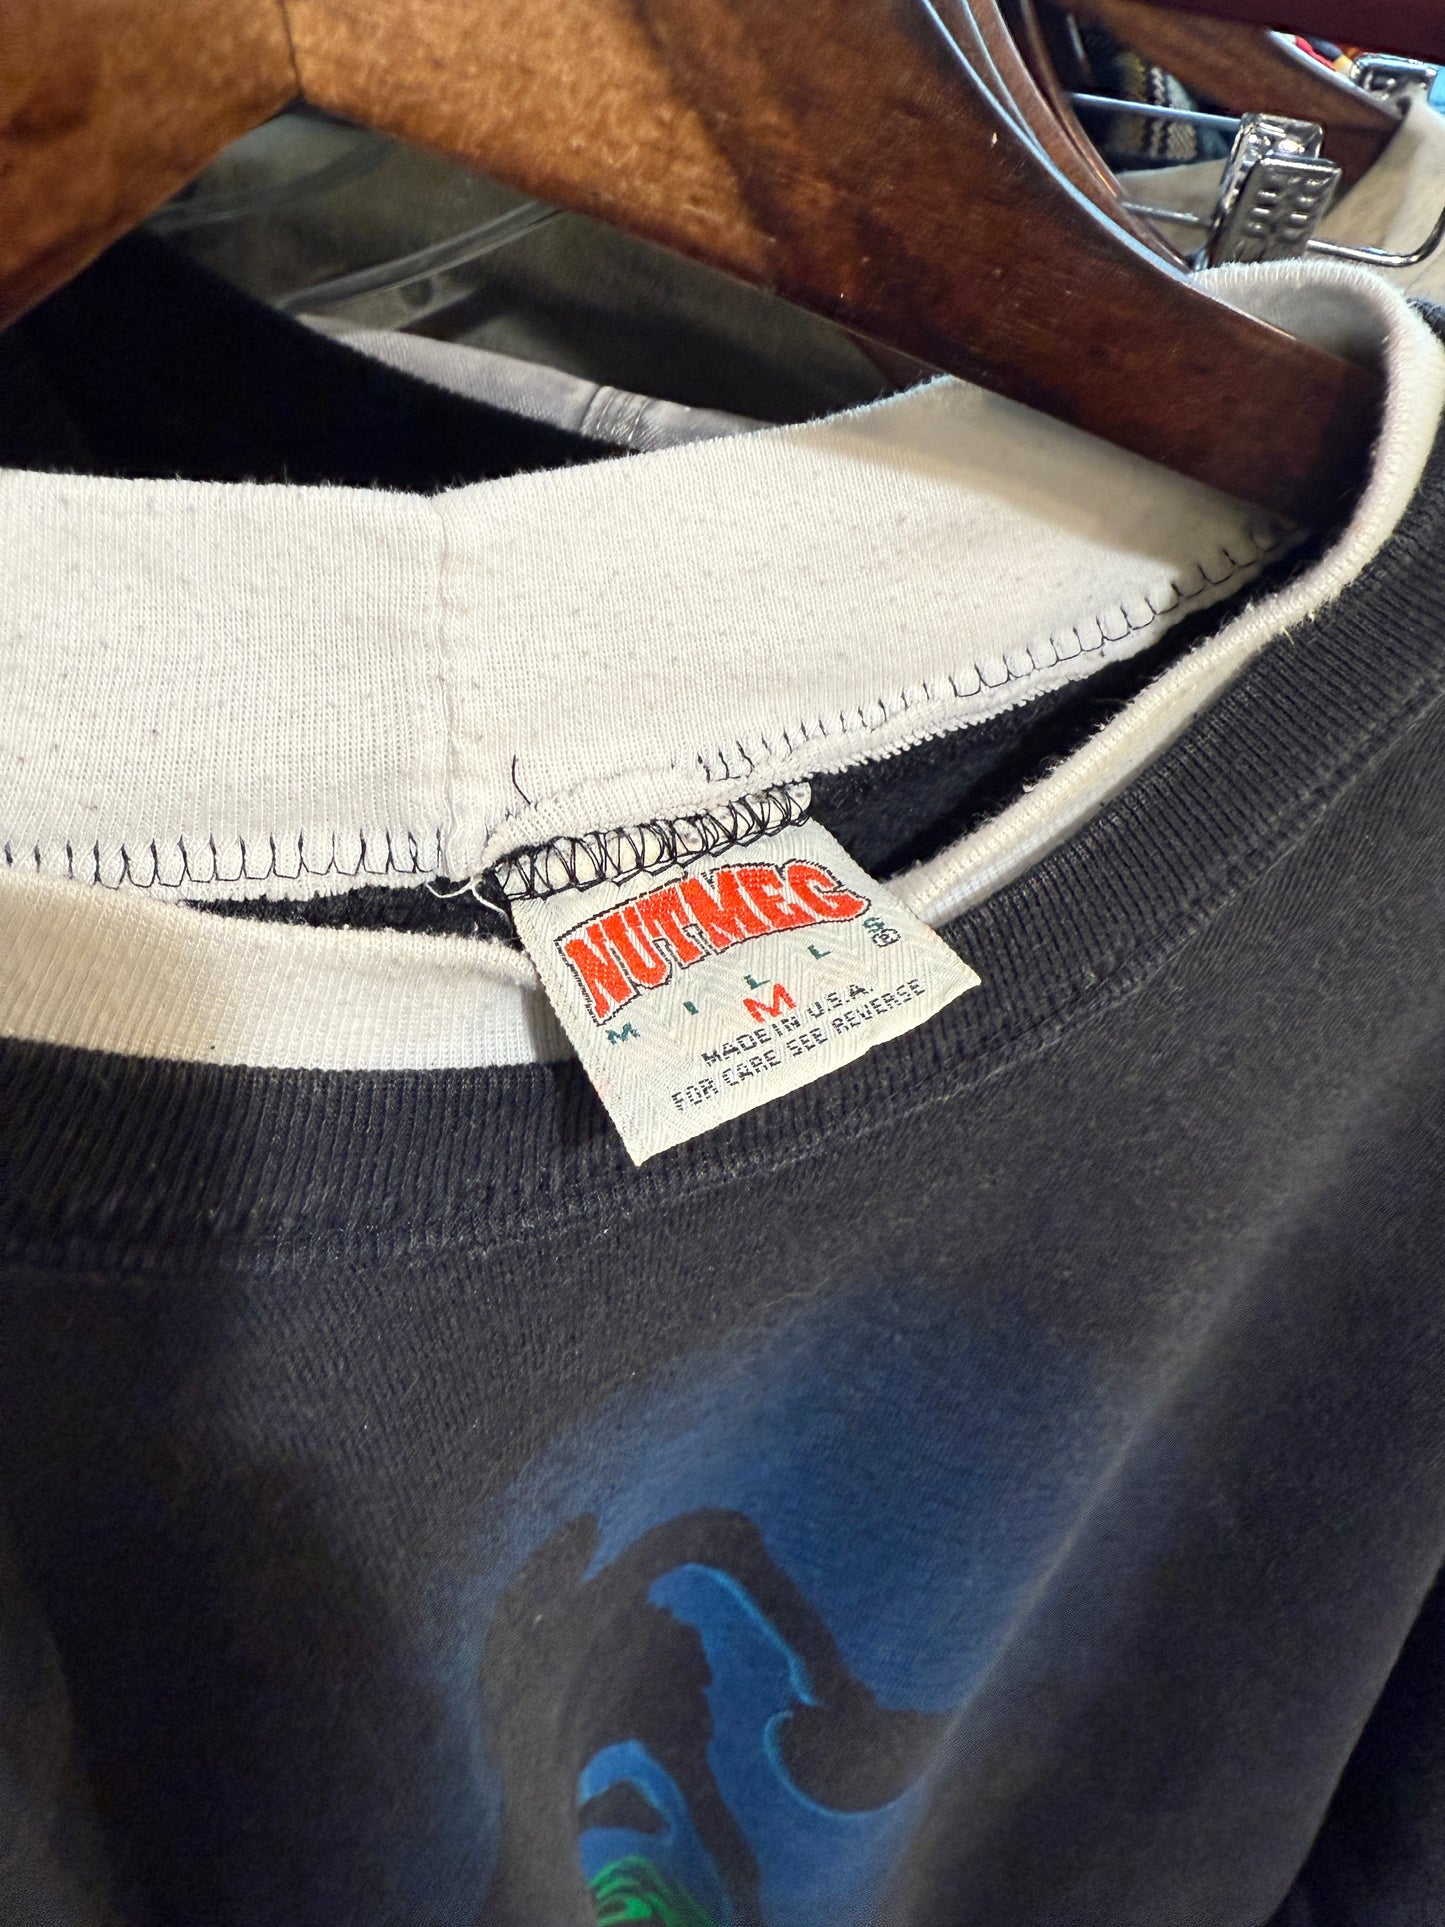 NUTMEG
MILLS
M
MADE IN U.S.A.
FOR CARE SEE REVERSE